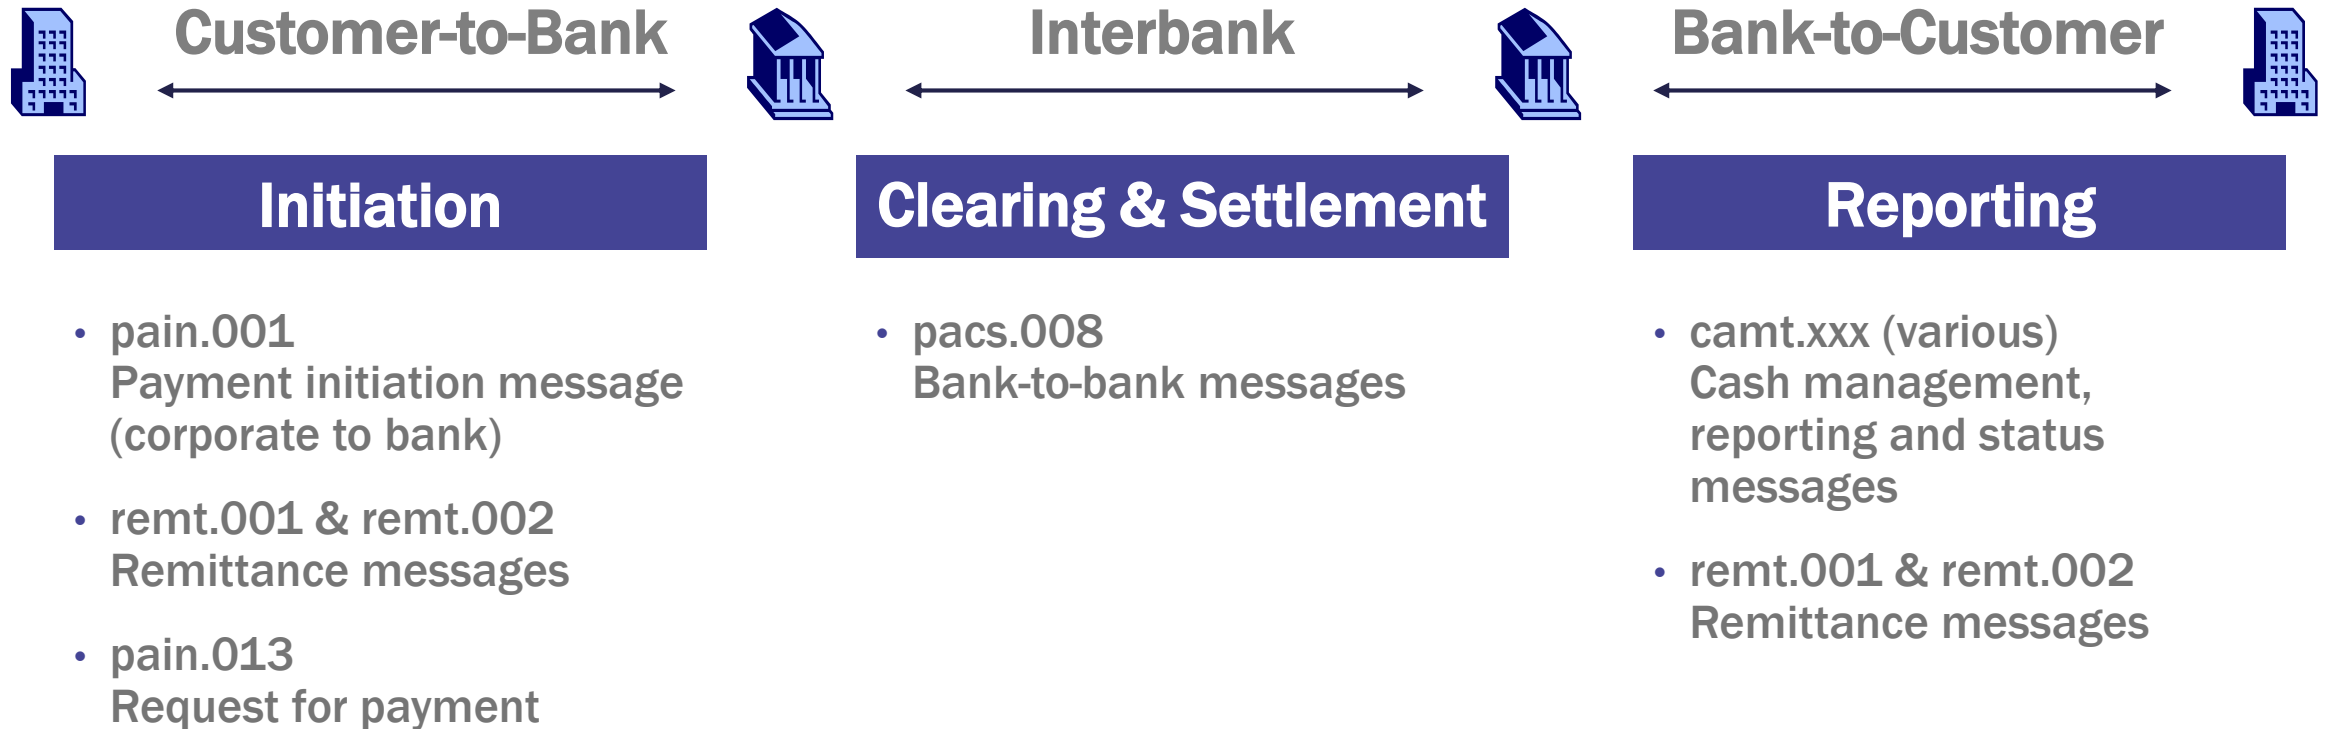 Customer-to-Bank
Interbank
Bank-to-Customer
Initiation
Clearing & Settlement
Reporting
• pain.001
Payment initiation message
(corporate to bank)
• remt.001 & remt.002
Remittance messages
• pain.013
Request for payment
• pacs.008
Bank-to-bank messages
• camt.xxx (various)
Cash management,
reporting and status
messages
• remt.001 & remt.002
Remittance messages